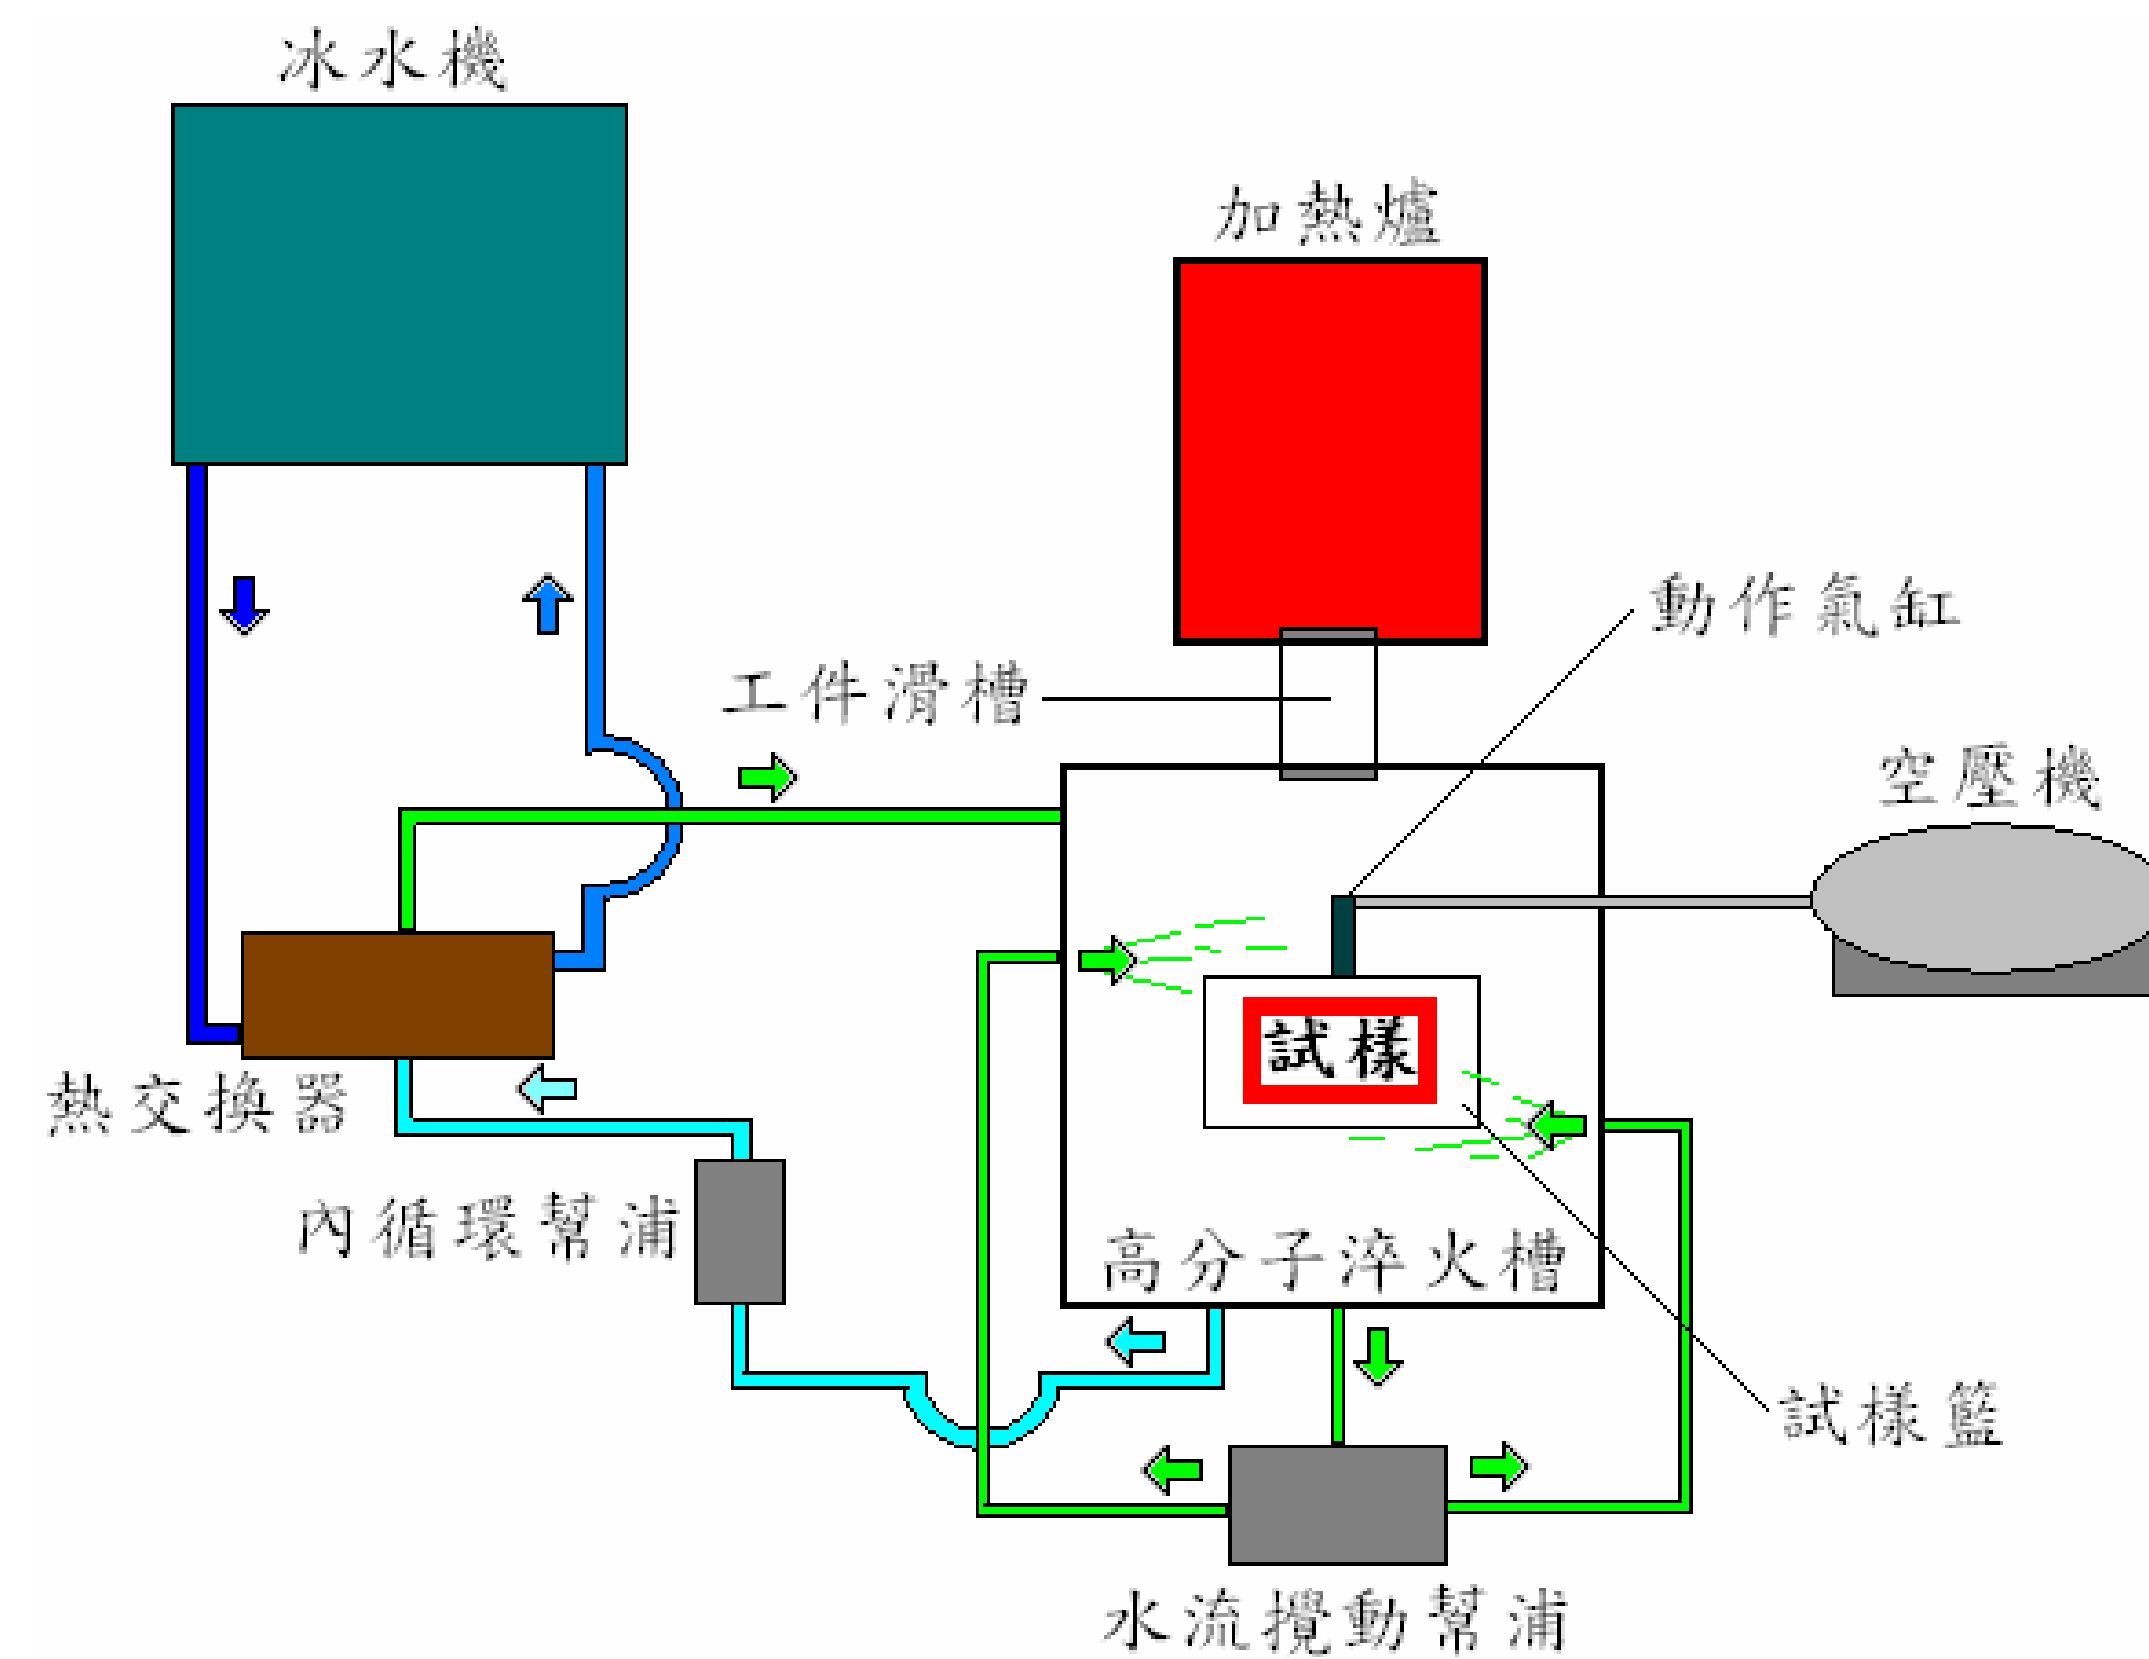 冰水機
加熱爐
動作氣缸
工件滑槽
空壓機
試樣
熱交換器
內循環幫浦
高分子淬火槽
試樣籃
水流攪動幫浦